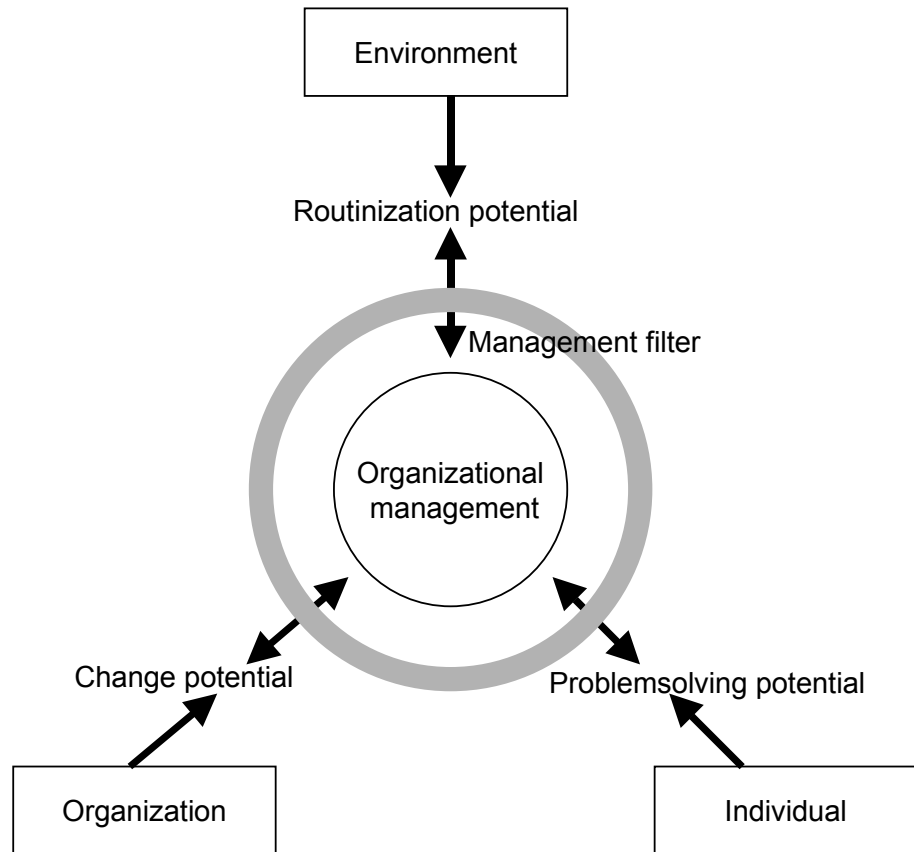 Environment
Routinization potential
Management filter
Organizational
management
Change potential
Problemsolving potential
Organization
Individual